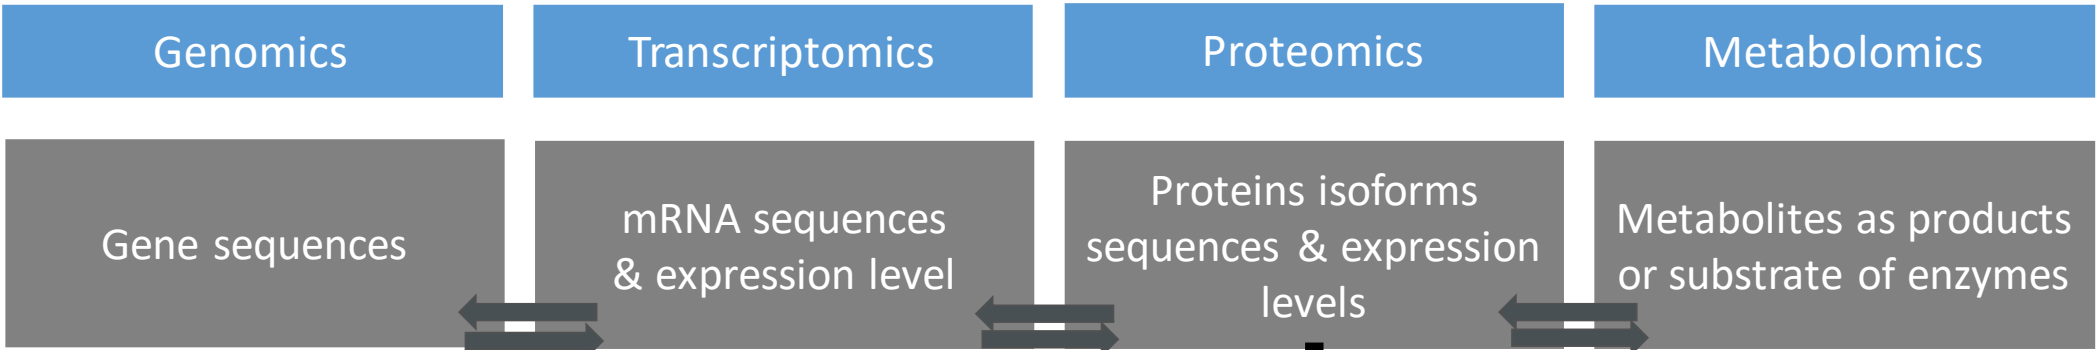 Genomics
Transcriptomics
Proteomics
Metabolomics
Gene sequences
mRNA sequences
& expression level
Proteins isoforms
sequences & expression
levels
Metabolites as products
or substrate of enzymes